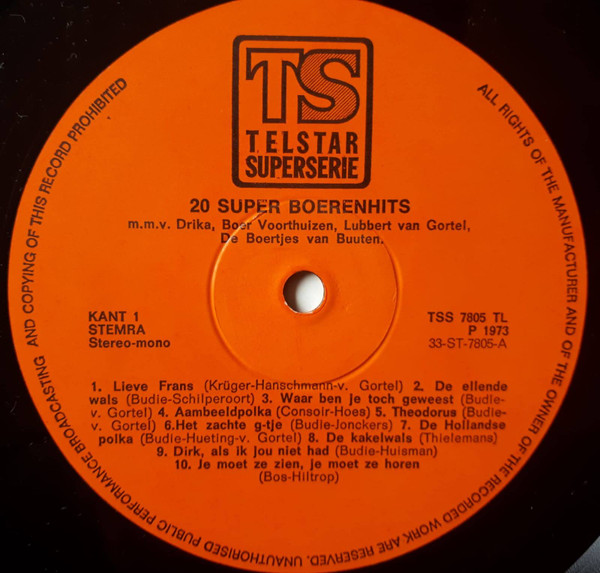 TS
TELSTAR
SUPERSERIE
20 SUPER BOERENHITS
m.m.v. Drika, Boer Voorthuizen, Lubbert van Gortel,
De Boertjes van Buuten.
KANT 1
STEMRA
Stereo-mono
TSS 7805 TL
P 1973
33-ST-7805-A
1. Lieve Frans (Krüger-Hanschmann-v. Gortel) 2. De ellende
wals (Budie-Schilperoort) 3. Waar ben je toch geweest (Budie-
v. Gortel) 4. Aambeeldpolka (Consoir-Hoes) 5. Theodorus (Budie-
v. Gortel) 6.Het zachte g-tje (Budie-Jonckers) 7. De Hollandse
polka (Budie-Hueting-v. Gortel) 8. De kakelwals (Thielemans)
9. Dirk, als ik jou niet had (Budie-Huisman)
10. Je moet ze zien, je moet ze horen
(Bos-Hiltrop)
ALL RIGHTS OF THE MANUFACTURER AND OF THE OWNER OF THE RECORDED WORK ARE RESERVED. UNAUTHORISED PUBLIC PERFORMANCE BROADCASTING AND COPYING OF THIS RECORD PROHIBITED